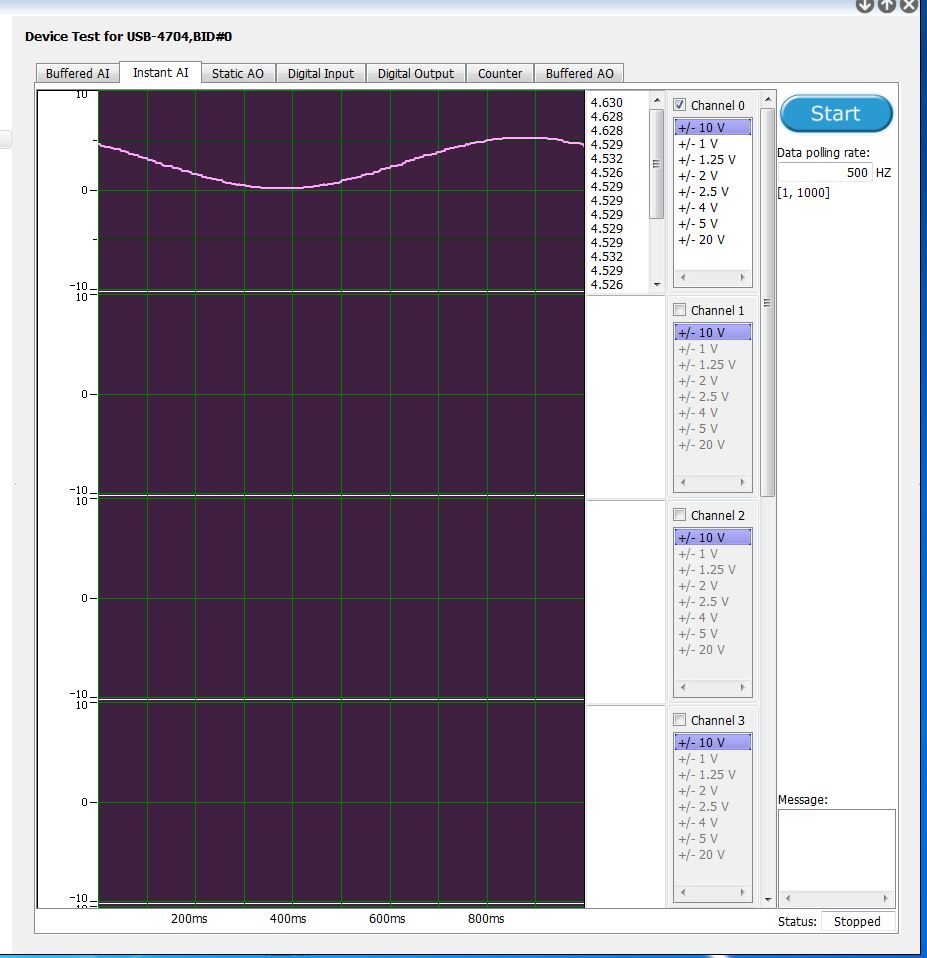 Device Test for USB-4704,BID#0
Buffered AI Instant AI Static AO Digital Input Digital Output Counter Buffered AO
10
0
-10
4.630
4.628
4.628
4.529
4.532
4.526
4.529
4.529
4.529
4.529
4.529
4.532
4.529
4.526
Channel 0
+/- 10 V
+/- 1 V
+/- 1.25 V
+/- 2 V
+/- 2.5 V
+/- 4 V
+/- 5 V
+/- 20 V
Start
Data polling rate:
500 HZ
[1, 1000]
10
0
-10
Channel 1
+/- 10 V
+/- 1 V
+/- 1.25 V
+/- 2 V
+/- 2.5 V
+/- 4 V
+/- 5 V
+/- 20 V
10
0
-10
Channel 2
+/- 10 V
+/- 1 V
+/- 1.25 V
+/- 2 V
+/- 2.5 V
+/- 4 V
+/- 5 V
+/- 20 V
10
0
-10
Channel 3
+/- 10 V
+/- 1 V
+/- 1.25 V
+/- 2 V
+/- 2.5 V
+/- 4 V
+/- 5 V
+/- 20 V
Message:
200ms 400ms 600ms 800ms
Status: Stopped